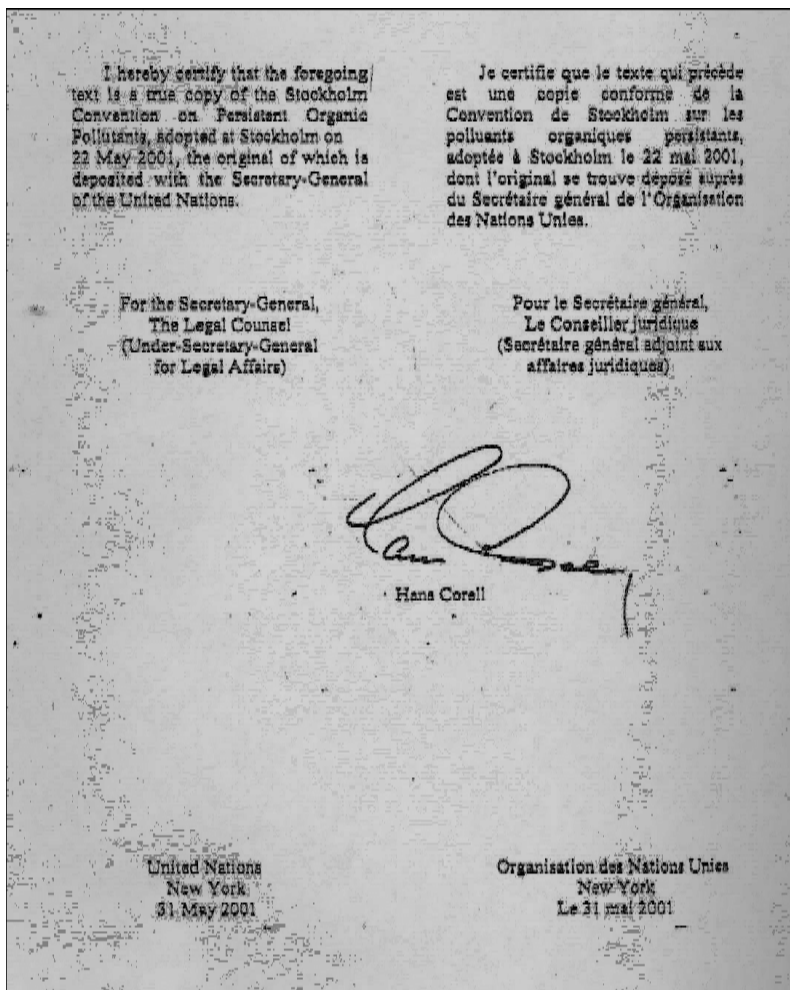 I hereby certify that the foregoing
text is a true copy of the Stockholm
Convention on Persistent Organic
Pollutants, adopted at Stockholm on
22 May 2001, the original of which is
deposited with the Secretary-General
of the United Nations.
Je certifie que le texte qui précède
est une copie conforme de la
Convention de Stockholm sur les
polluants organiques persistants,
adoptée à Stockholm le 22 mai 2001,
dont l'original se trouve déposé auprès
du Secrétaire général de l'Organisation
des Nations Unies.
For the Secretary-General,
The Legal Counsel
(Under-Secretary-General
for Legal Affairs)
Pour le Secrétaire général,
Le Conseiller juridique
(Secrétaire général adjoint aux
affaires juridiques)
Hans Corell
Hans Corell
United Nations
New York
31 May 2001
Organisation des Nations Unies
New York
Le 31 mai 2001